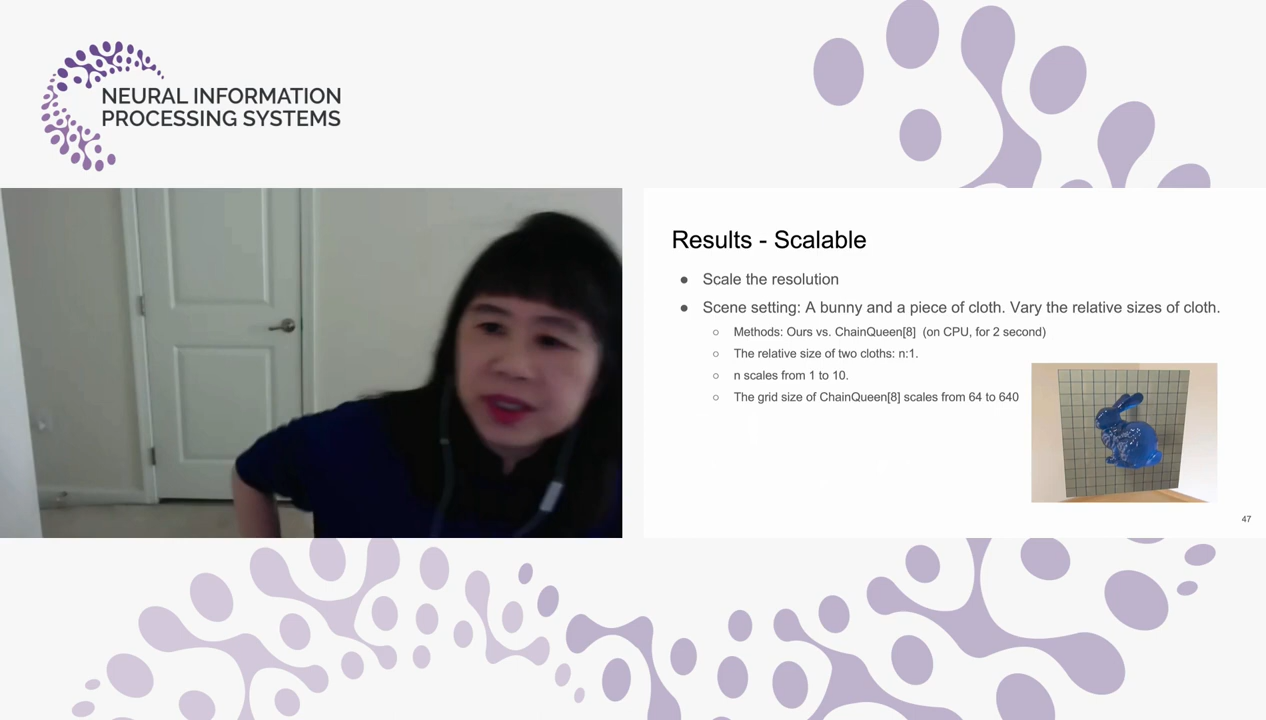 NEURAL INFORMATION
PROCESSING SYSTEMS
Results - Scalable
● Scale the resolution
● Scene setting: A bunny and a piece of cloth. Vary the relative sizes of cloth.
○ Methods: Ours vs. ChainQueen[8] (on CPU, for 2 second)
○ The relative size of two cloths: n:1.
○ n scales from 1 to 10.
○ The grid size of ChainQueen[8] scales from 64 to 640
47